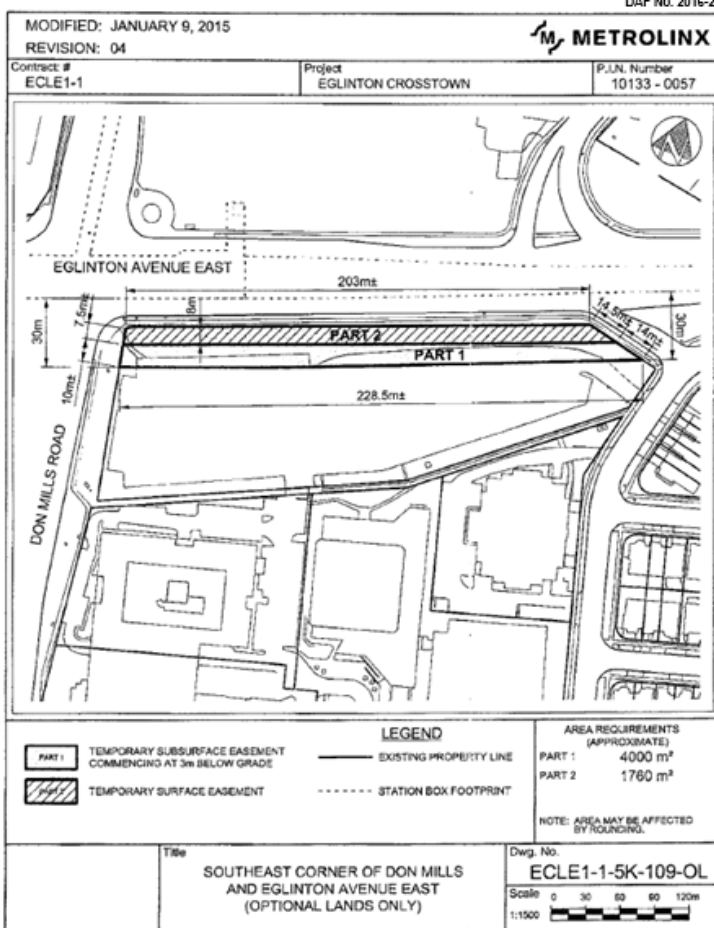 MODIFIED: JANUARY 9, 2015
REVISION: 04
METROLINX
Contract #
ECLE1-1
Project
EGLINTON CROSSTOWN
P.I.N. Number
10133 - 0057
EGLINTON AVENUE EAST
203m±
8m
7.5m±
30m
10m±
14.5m±
14m±
30m
PART 2
PART 1
228.5m±
DON MILLS ROAD
PART 1
TEMPORARY SUBSURFACE EASEMENT
COMMENCING AT 3m BELOW GRADE
TEMPORARY SURFACE EASEMENT
LEGEND
EXISTING PROPERTY LINE
STATION BOX FOOTPRINT
AREA REQUIREMENTS
(APPROXIMATE)
PART 1 4000 m²
PART 2 1760 m²
NOTE: AREA MAY BE AFFECTED
BY ROUNDING.
Title
SOUTHEAST CORNER OF DON MILLS
AND EGLINTON AVENUE EAST
(OPTIONAL LANDS ONLY)
Dwg. No.
ECLE1-1-5K-109-OL
Scale
1:1500
0 30 60 90 120m